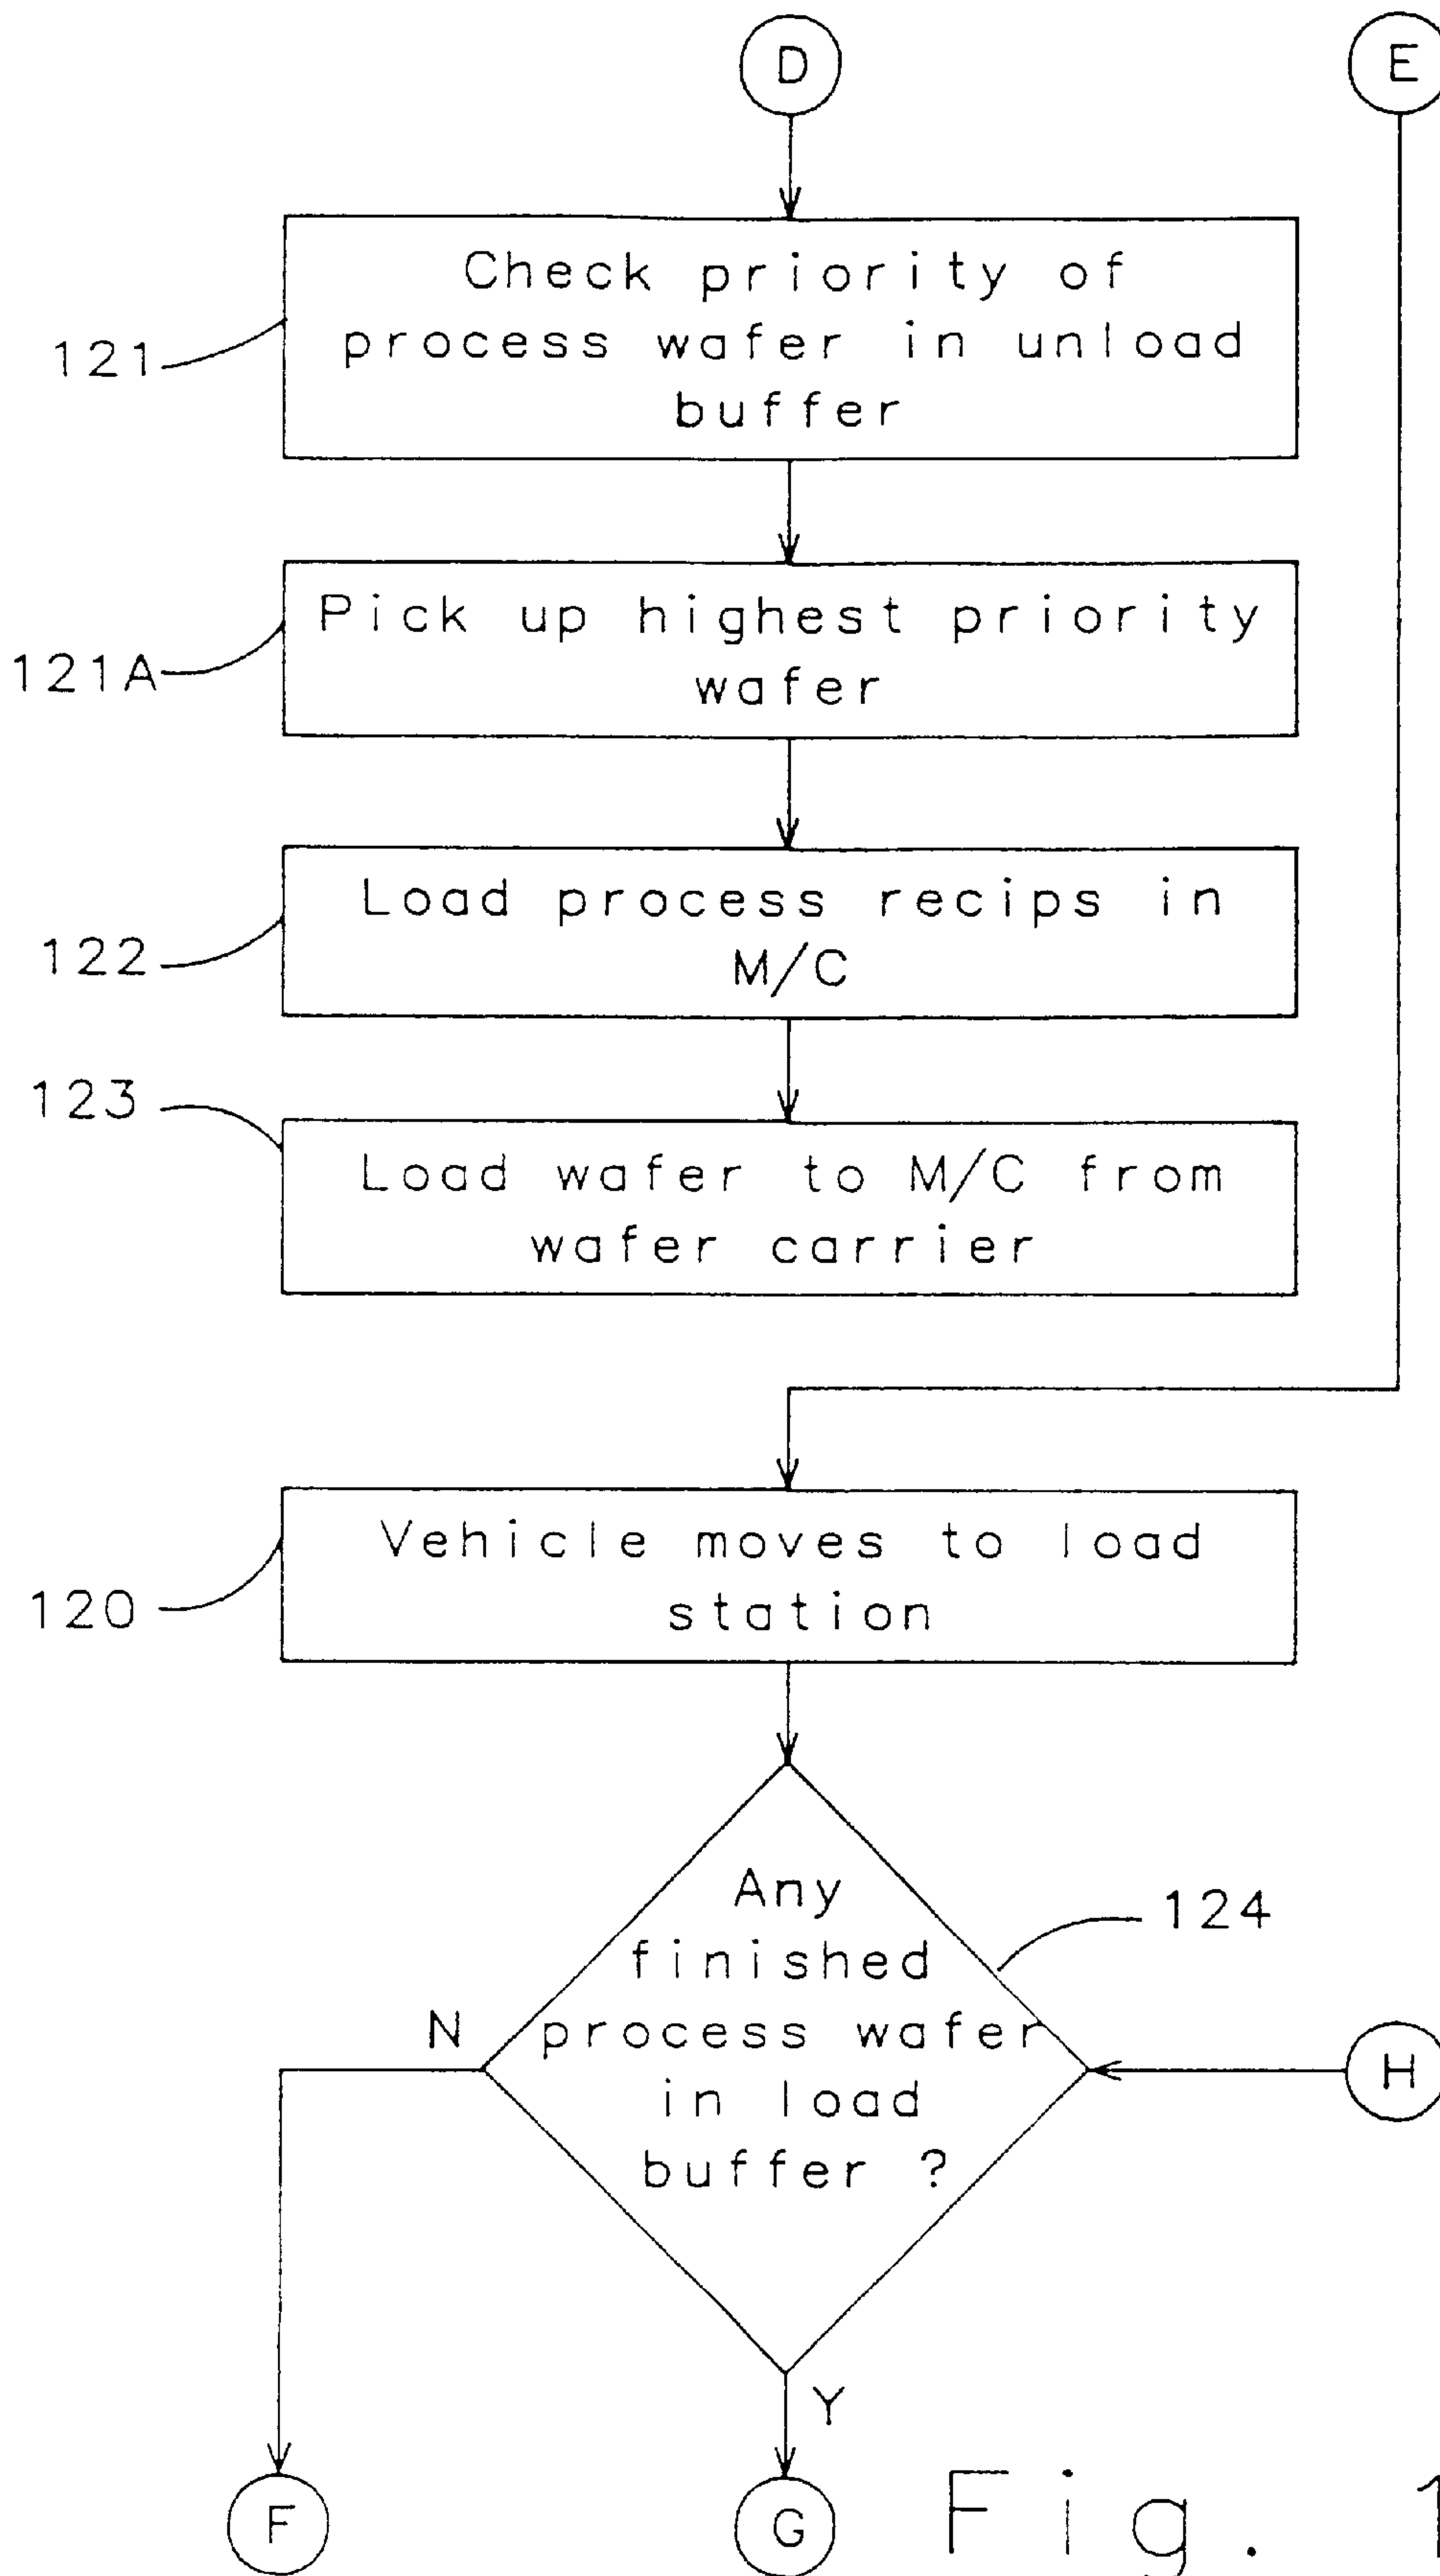 D
E
Check priority of
process wafer in unload
buffer
121
Pick up highest priority
wafer
121A
Load process recips in
M/C
122
123
Load wafer to M/C from
wafer carrier
Vehicle moves to load
station
120
Any
finished
process wafer
in load
buffer ?
124
N
H
Y
F
G
Fig. 1